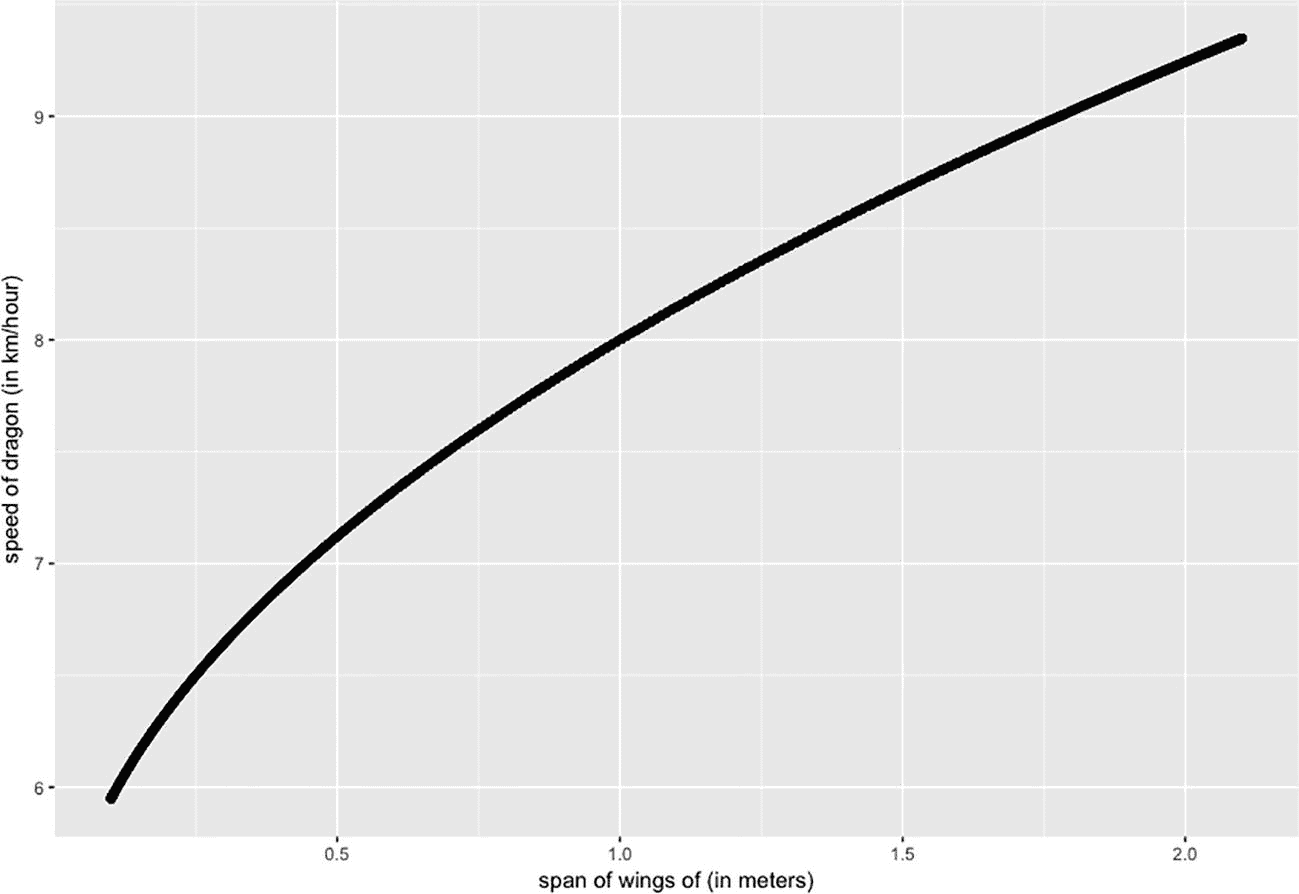 speed of dragon (in km/hour)
9
8
7
6
0.5 1.0 1.5 2.0
span of wings of (in meters)